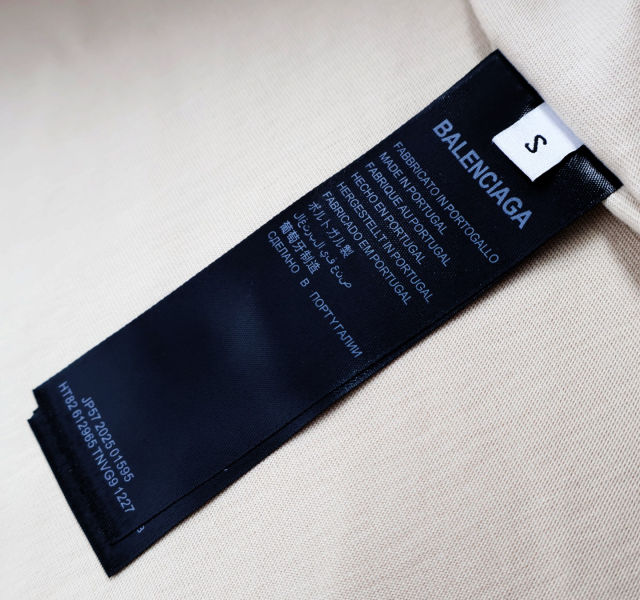 S
BALENCIAGA
FABBRICATO IN PORTOGALLO
MADE IN PORTUGAL
FABRIQUE AU PORTUGAL
HECHO EN PORTUGAL
HERGESTELLT IN PORTUGAL
FABRICADO EM PORTUGAL
ポルトガル製
صنع في البرتغال
葡萄牙制造
СДЕЛАНО В ПОРТУГАЛИИ
JP57 2025 01595
HT82 612965 TNVG9 1227
3